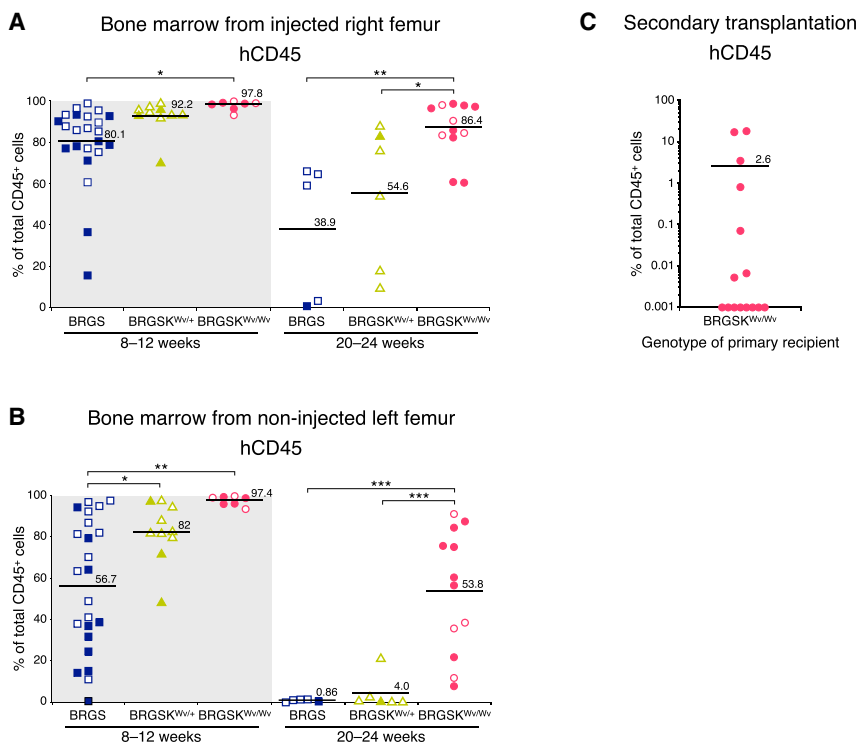 A Bone marrow from injected right femur
hCD45
* ** *
% of total CD45+ cells
100
80
60
40
20
0
80.1
92.2
97.8
38.9
54.6
86.4
BRGS BRGSKWv/+ BRGSKWv/Wv BRGS BRGSKWv/+ BRGSKWv/Wv
8–12 weeks 20–24 weeks
C Secondary transplantation
hCD45
% of total CD45+ cells
100
10
1
0.1
0.01
0.001
2.6
BRGSKWv/Wv
Genotype of primary recipient
B Bone marrow from non-injected left femur
hCD45
** * *** ***
% of total CD45+ cells
100
80
60
40
20
0
56.7
82
97.4
0.86
4.0
53.8
BRGS BRGSKWv/+ BRGSKWv/Wv BRGS BRGSKWv/+ BRGSKWv/Wv
8–12 weeks 20–24 weeks